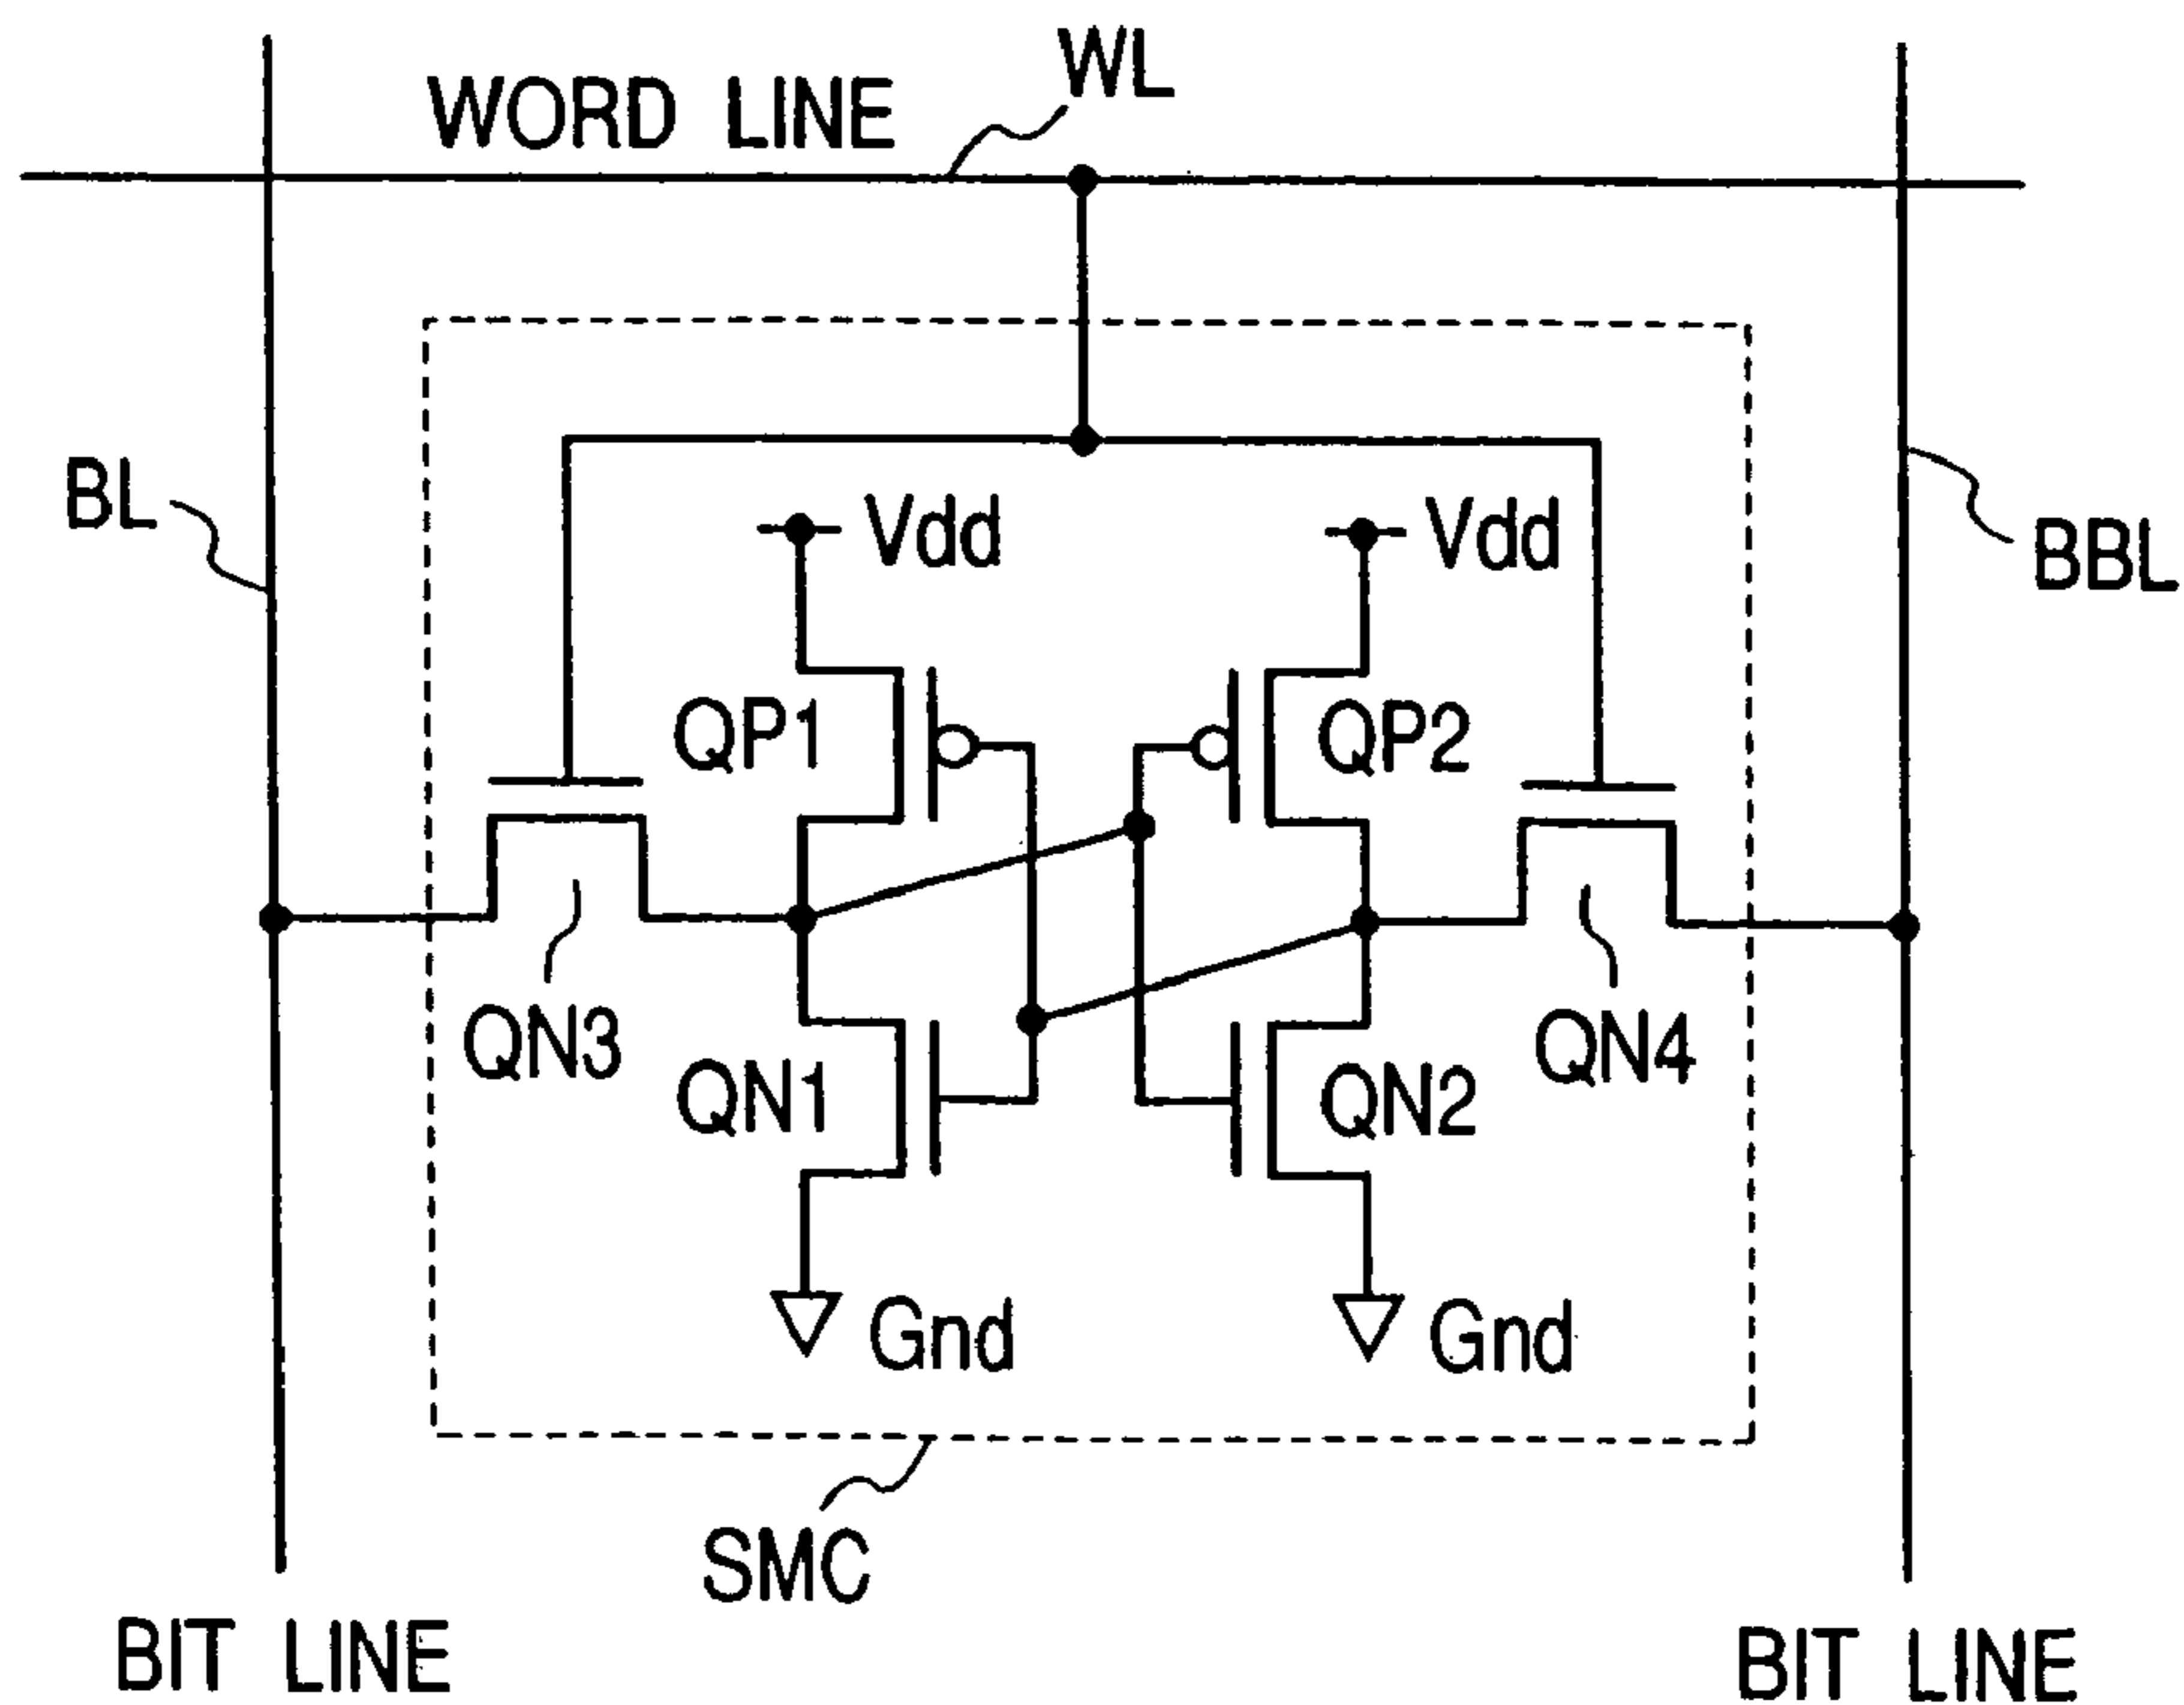 WL
WORD LINE
BL
Vdd
Vdd
BBL
QP1
QP2
QN3
QN1
QN2
QN4
Gnd
Gnd
SMC
BIT LINE
BIT LINE